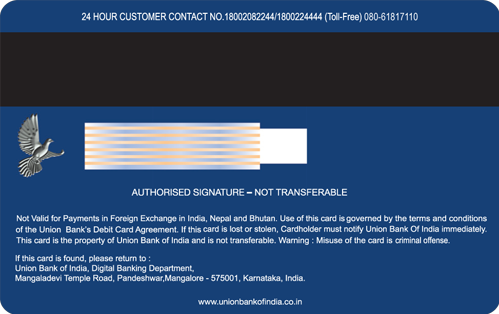 24 HOUR CUSTOMER CONTACT NO.18002082244/1800224444 (Toll-Free) 080-61817110
AUTHORISED SIGNATURE – NOT TRANSFERABLE
Not Valid for Payments in Foreign Exchange in India, Nepal and Bhutan. Use of this card is governed by the terms and conditions
of the Union Bank's Debit Card Agreement. If this card is lost or stolen, Cardholder must notify Union Bank Of India immediately.
This card is the property of Union Bank of India and is not transferable. Warning : Misuse of the card is criminal offense.
If this card is found, please return to :
Union Bank of India, Digital Banking Department,
Mangaladevi Temple Road, Pandeshwar,Mangalore - 575001, Karnataka, India.
www.unionbankofindia.co.in